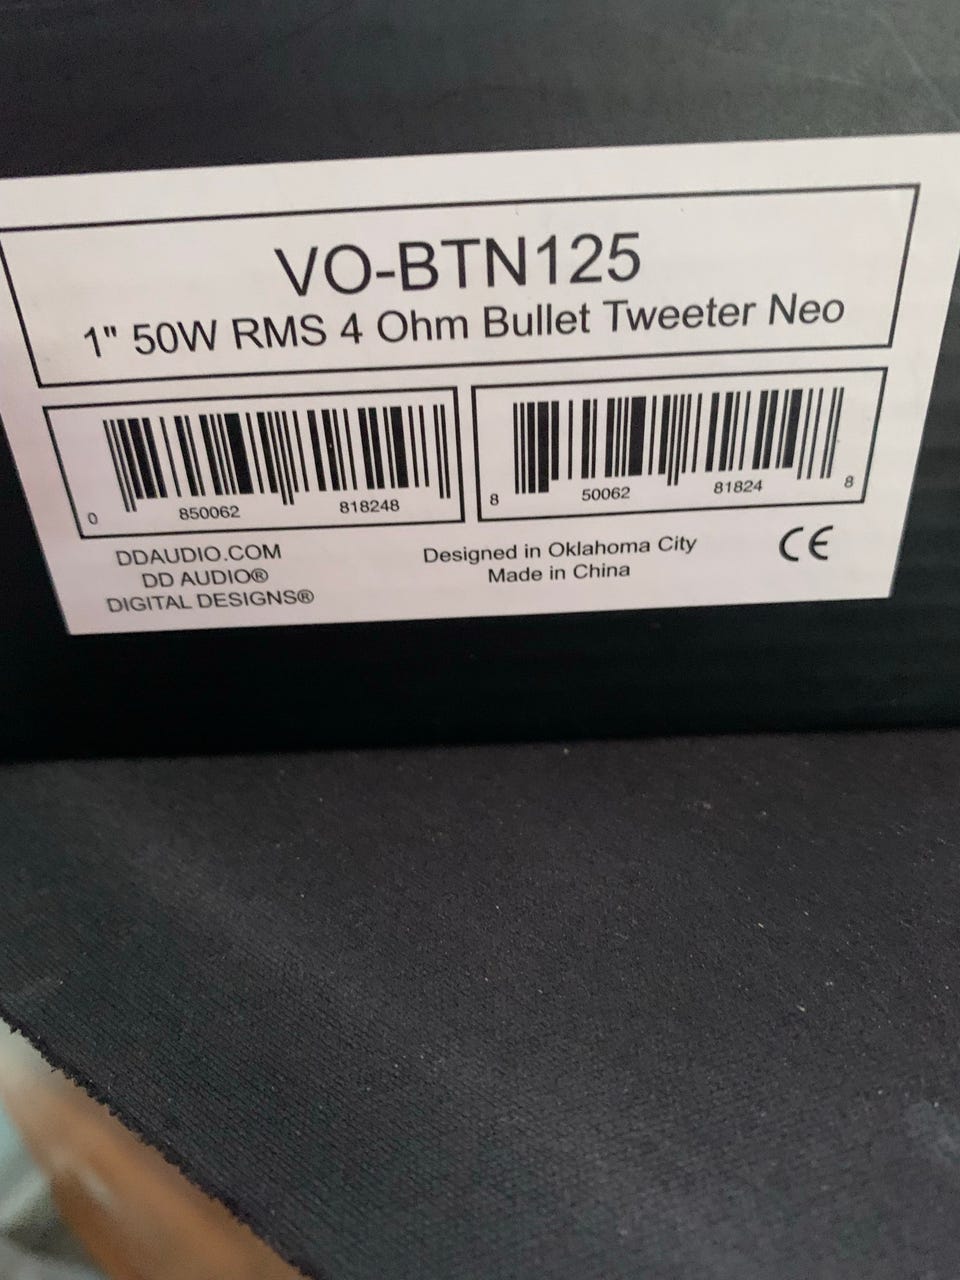 VO-BTN125
1" 50W RMS 4 Ohm Bullet Tweeter Neo
0 850062 818248
8 50062 81824 8
DDAUDIO.COM
DD AUDIO®
DIGITAL DESIGNS®
Designed in Oklahoma City
Made in China
CE